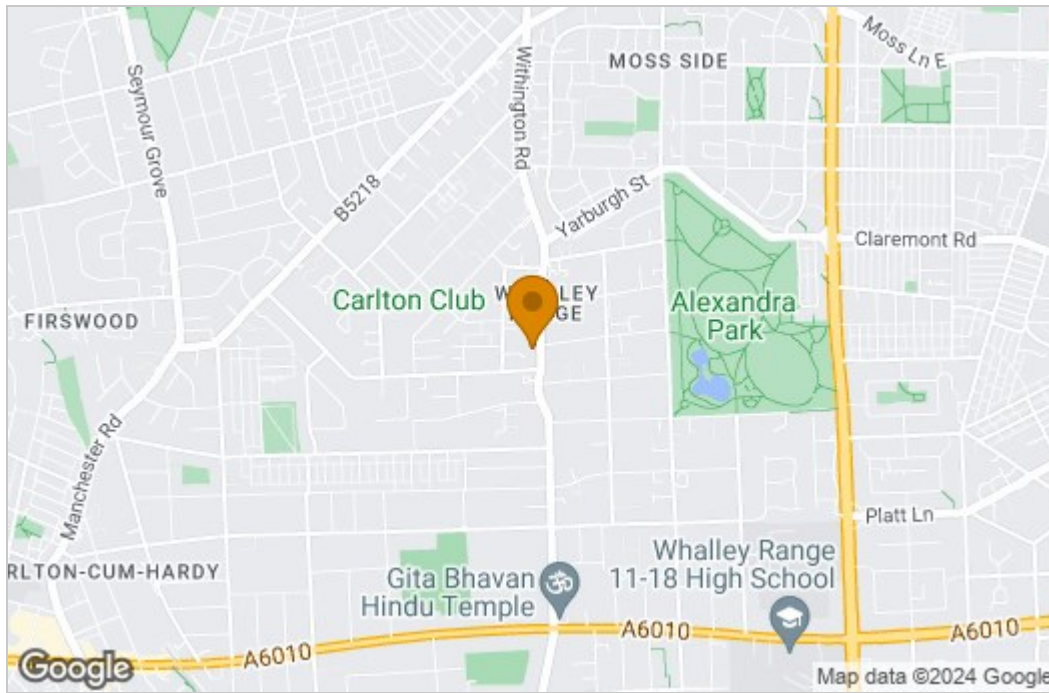 MOSS SIDE
Moss Ln E
Seymour Grove
Withington Rd
B5218
Yarburgh St
Claremont Rd
Carlton Club
Alexandra
Park
FIRSWOOD
Manchester Rd
Platt Ln
RLTON-CUM-HARDY
Gita Bhavan
Hindu Temple
Whalley Range
11-18 High School
A6010
A6010
A6010
Google
Map data ©2024 Google